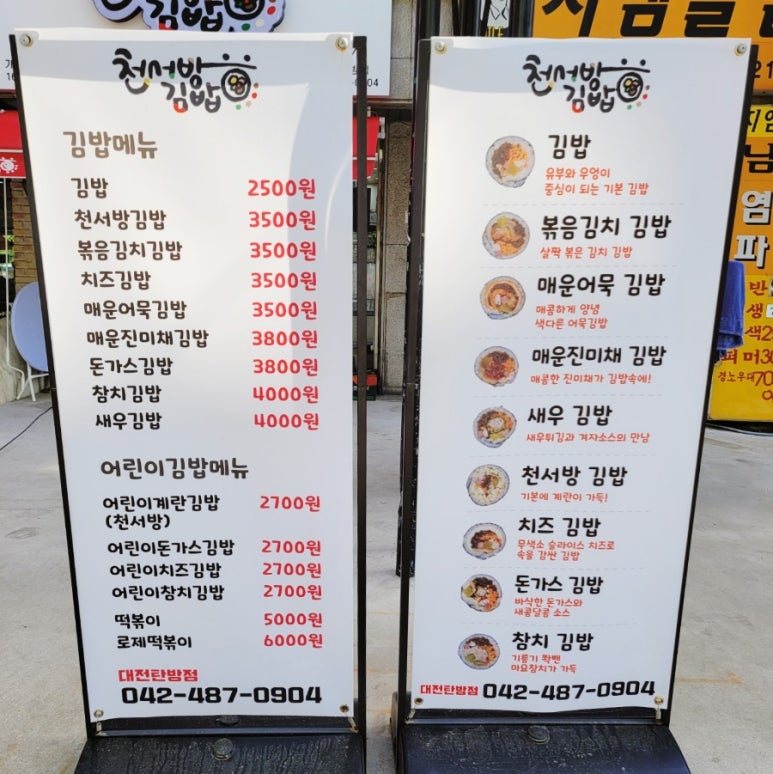 김밥
천서방
김밥
김밥메뉴
김밥 2500원
천서방김밥 3500원
볶음김치김밥 3500원
치즈김밥 3500원
매운어묵김밥 3500원
매운진미채김밥 3800원
돈가스김밥 3800원
참치김밥 4000원
새우김밥 4000원
어린이김밥메뉴
어린이계란김밥 2700원
(천서방)
어린이돈가스김밥 2700원
어린이치즈김밥 2700원
어린이참치김밥 2700원
떡볶이 5000원
로제떡볶이 6000원
대전탄방점
042-487-0904
천서방
김밥
김밥
유부와 우엉이
중심이 되는 기본 김밥
볶음김치 김밥
살짝 볶은 김치 김밥
매운어묵 김밥
매콤하게 양념
색다른 어묵김밥
매운진미채 김밥
매콤한 진미채가 김밥속에!
새우 김밥
새우튀김과 겨자소스의 만남
천서방 김밥
기본에 계란이 가득!
치즈 김밥
무색소 슬라이스 치즈로
속을 감싼 김밥
돈가스 김밥
바삭한 돈가스와
새콤달콤 소스
참치 김밥
기름기 쫙뺀
마요참치가 가득
대전탄방점 042-487-0904